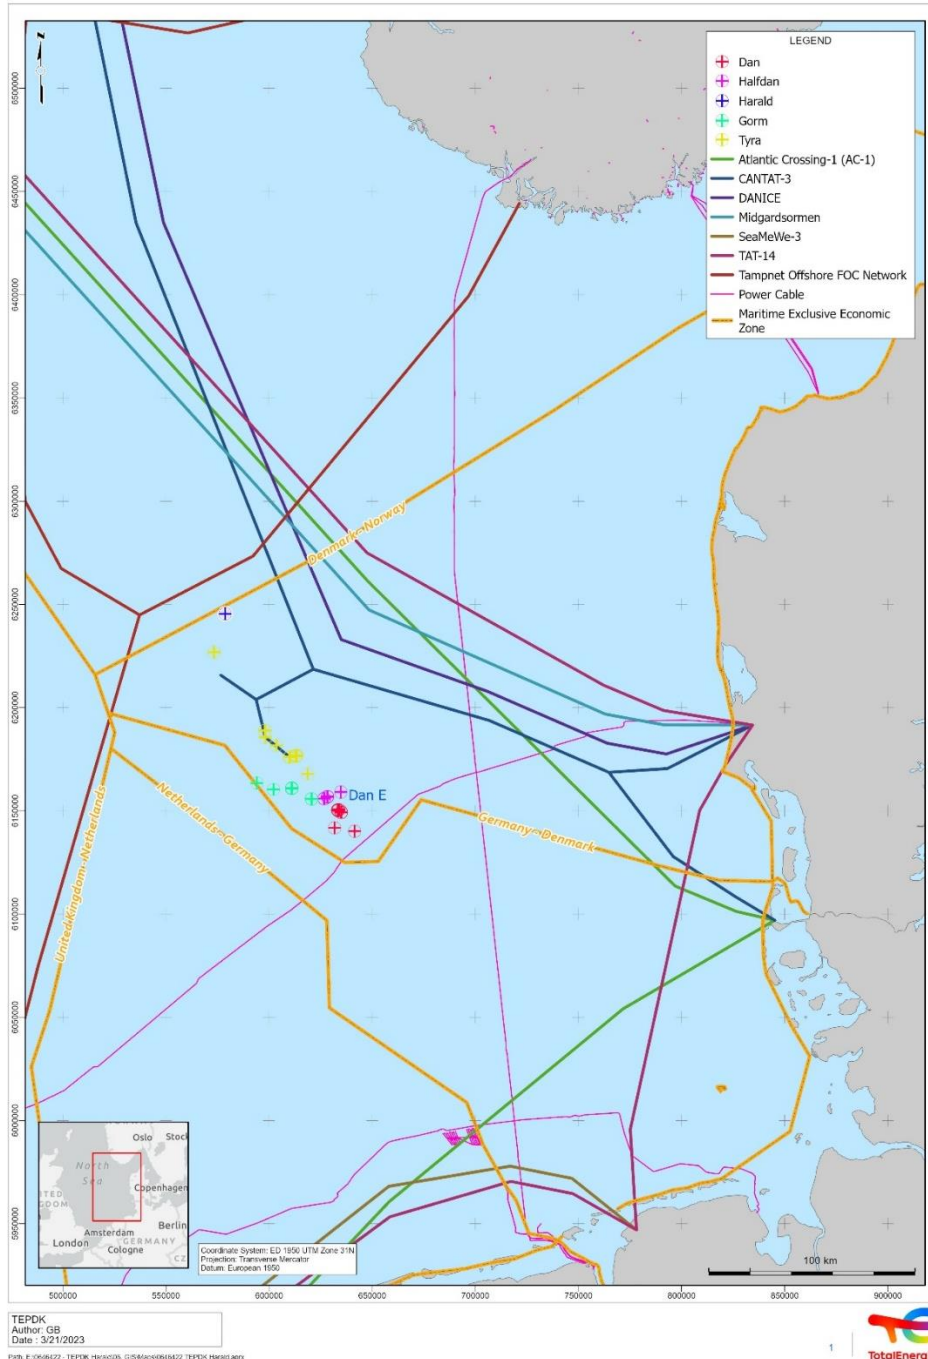 N
LEGEND
Dan
Halfdan
Harald
Gorm
Tyra
Atlantic Crossing-1 (AC-1)
CANTAT-3
DANICE
Midgardsormen
SeaMeWe-3
TAT-14
Tampnet Offshore FOC Network
Power Cable
Maritime Exclusive Economic
Zone
6500000
6450000
6400000
6350000
6300000
6250000
6200000
6150000
6100000
6050000
6000000
5950000
Denmark - Norway
Dan E
Netherlands - Germany
Germany - Denmark
United Kingdom - Netherlands
Oslo
Stock
North
Sea
Copenhagen
GDOM
Berlin
Amsterdam
London
GERMANY
Cologne
CZ
Coordinate System: ED 1950 UTM Zone 31N
Projection: Transverse Mercator
Datum: European 1950
100 km
500000
550000
600000
650000
700000
750000
800000
850000
900000
TEPDK
Author: GB
Date : 3/21/2023
1
TotalEnerg